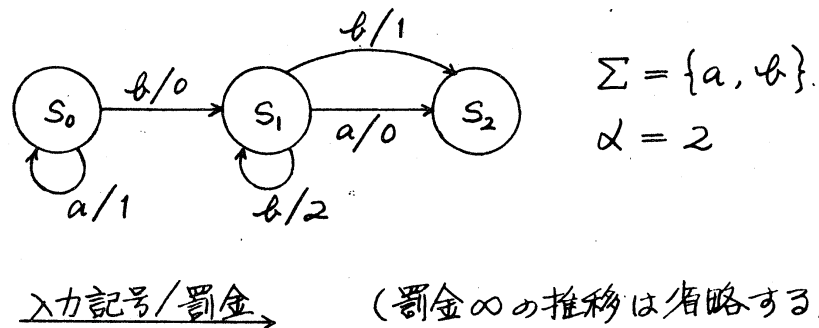 b/1
b/0
S₀
S₁
S₂
a/0
a/1
b/2
Σ = {a, b}.
α = 2
入力記号/罰金
(罰金∞の推移は省略する